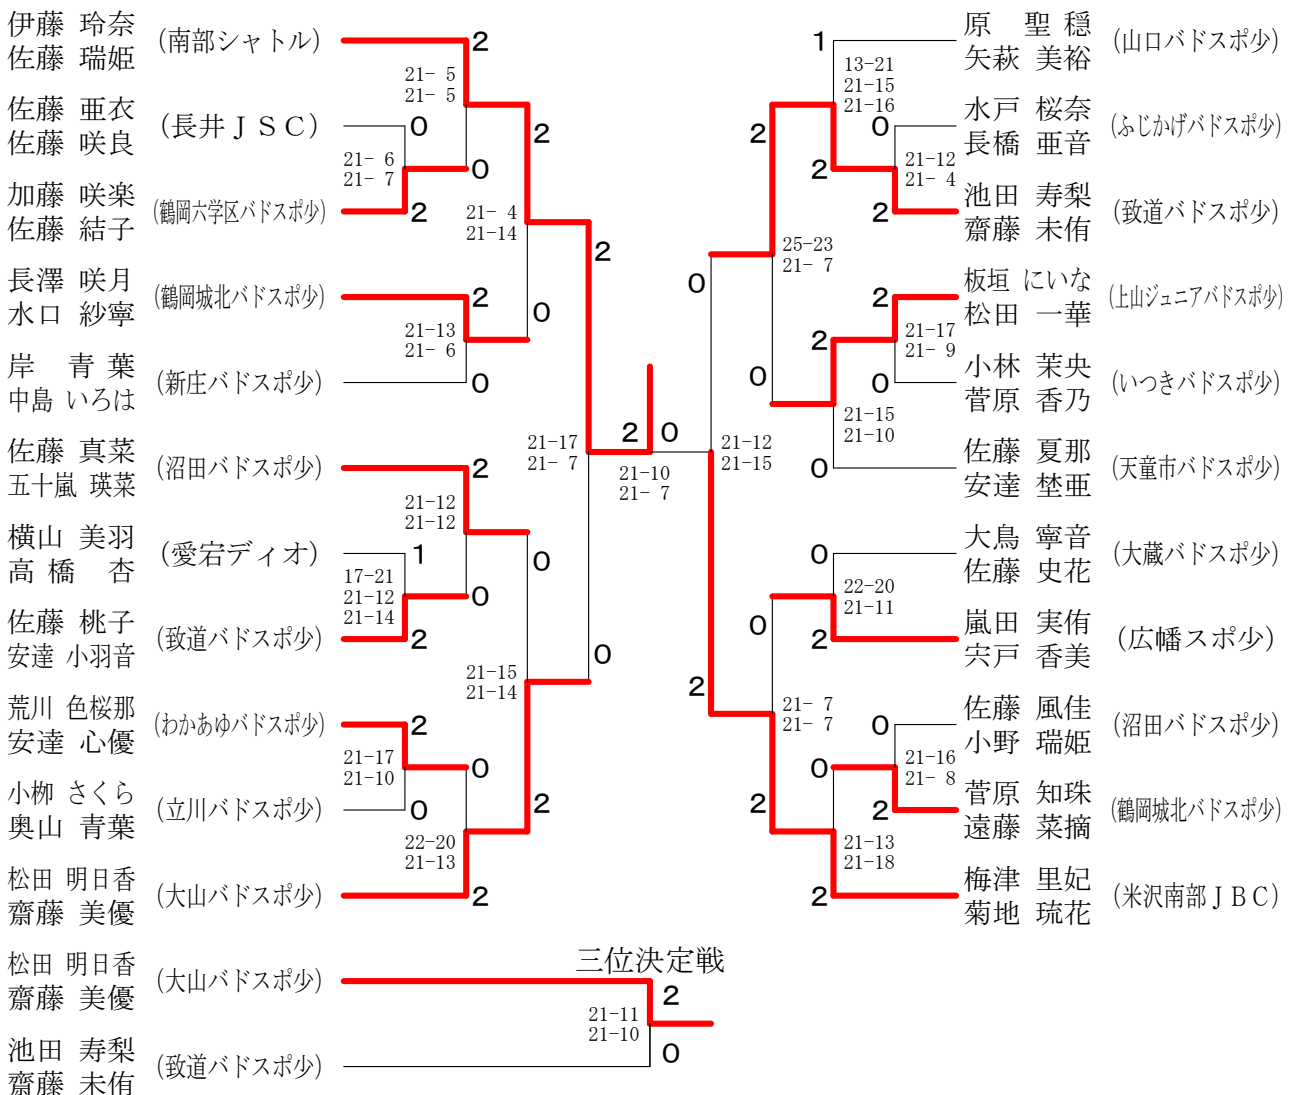 伊藤 玲奈
佐藤 瑞姫
(南部シャトル)
2
21- 5
21- 5
佐藤 亜衣
佐藤 咲良
(長井ＪＳＣ)
0
21- 6
21- 7
0
加藤 咲楽
佐藤 結子
(鶴岡六学区バドスポ少)
2
2
21- 4
21-14
長澤 咲月
水口 紗寧
(鶴岡城北バドスポ少)
2
21-13
21- 6
0
岸 青葉
中島 いろは
(新庄バドスポ少)
0
2
21-17
21- 7
佐藤 真菜
五十嵐 瑛菜
(沼田バドスポ少)
2
21-12
21-12
横山 美羽
高橋 杏
(愛宕ディオ)
1
17-21
21-12
21-14
0
佐藤 桃子
安達 小羽音
(致道バドスポ少)
2
0
21-15
21-14
0
荒川 色桜那
安達 心優
(わかあゆバドスポ少)
2
21-17
21-10
0
小栁 さくら
奥山 青葉
(立川バドスポ少)
0
22-20
21-13
2
松田 明日香
齋藤 美優
(大山バドスポ少)
2
2
0
21-10
21- 7
原 聖穏
矢萩 美裕
(山口バドスポ少)
1
13-21
21-15
21-16
水戸 桜奈
長橋 亜音
(ふじかげバドスポ少)
0
21-12
21- 4
2
池田 寿梨
齋藤 未侑
(致道バドスポ少)
2
2
25-23
21- 7
0
板垣 にいな
松田 一華
(上山ジュニアバドスポ少)
2
21-17
21- 9
2
小林 茉央
菅原 香乃
(いつきバドスポ少)
0
21-15
21-10
0
佐藤 夏那
安達 埜亜
(天童市バドスポ少)
0
21-12
21-15
大鳥 寧音
佐藤 史花
(大蔵バドスポ少)
0
22-20
21-11
嵐田 実侑
宍戸 香美
(広幡スポ少)
2
0
21- 7
21- 7
2
佐藤 風佳
小野 瑞姫
(沼田バドスポ少)
0
21-16
21- 8
0
菅原 知珠
遠藤 菜摘
(鶴岡城北バドスポ少)
2
2
21-13
21-18
梅津 里妃
菊地 琉花
(米沢南部ＪＢＣ)
2
三位決定戦
松田 明日香
齋藤 美優
(大山バドスポ少)
2
21-11
21-10
池田 寿梨
齋藤 未侑
(致道バドスポ少)
0